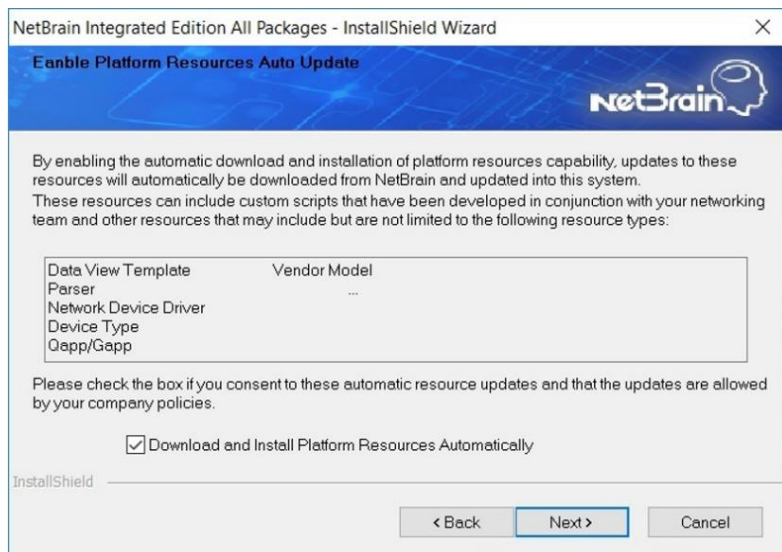 NetBrain Integrated Edition All Packages - InstallShield Wizard
Eanble Platform Resources Auto Update
NetBrain
By enabling the automatic download and installation of platform resources capability, updates to these
resources will automatically be downloaded from NetBrain and updated into this system.
These resources can include custom scripts that have been developed in conjunction with your networking
team and other resources that may include but are not limited to the following resource types:
Data View Template Vendor Model
Parser ...
Network Device Driver
Device Type
Qapp/Gapp
Please check the box if you consent to these automatic resource updates and that the updates are allowed
by your company policies.
Download and Install Platform Resources Automatically
InstallShield
< Back Next > Cancel